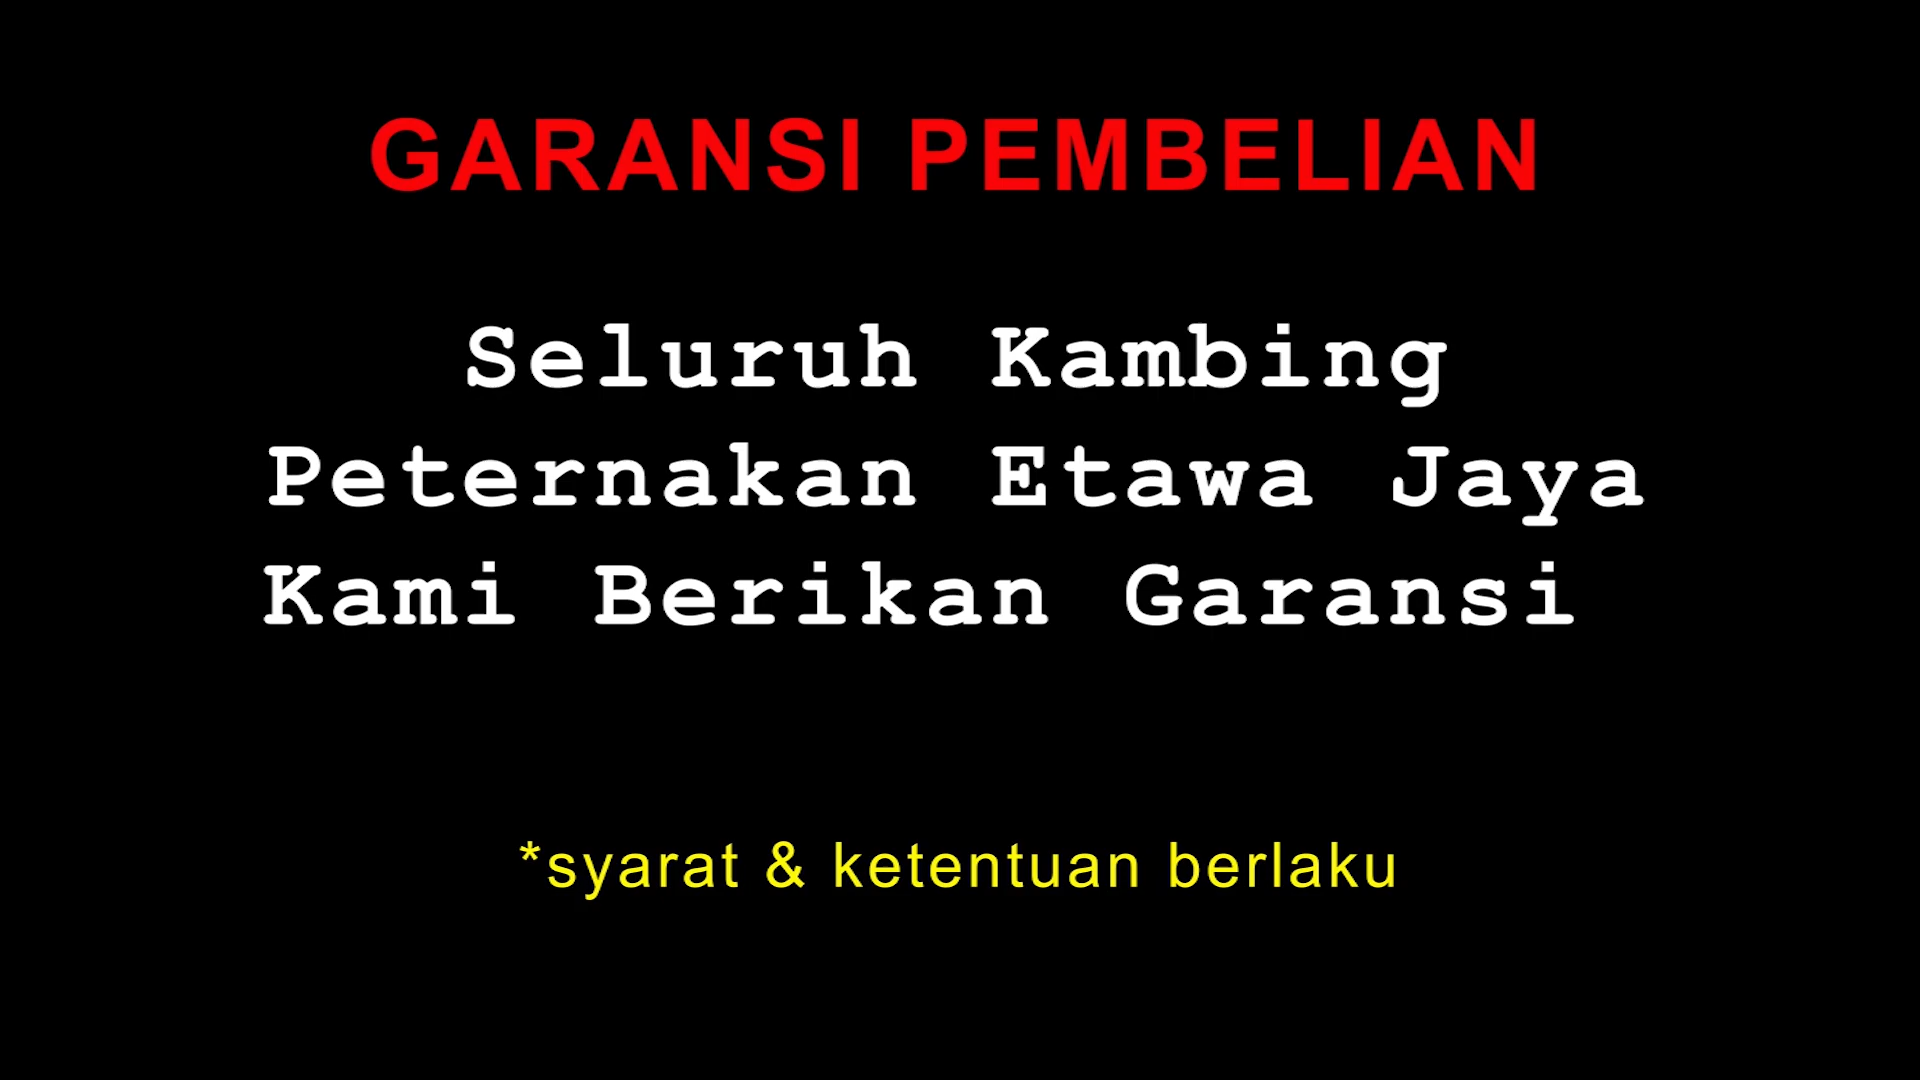 GARANSI PEMBELIAN
Seluruh Kambing
Peternakan Etawa Jaya
Kami Berikan Garansi
*syarat & ketentuan berlaku